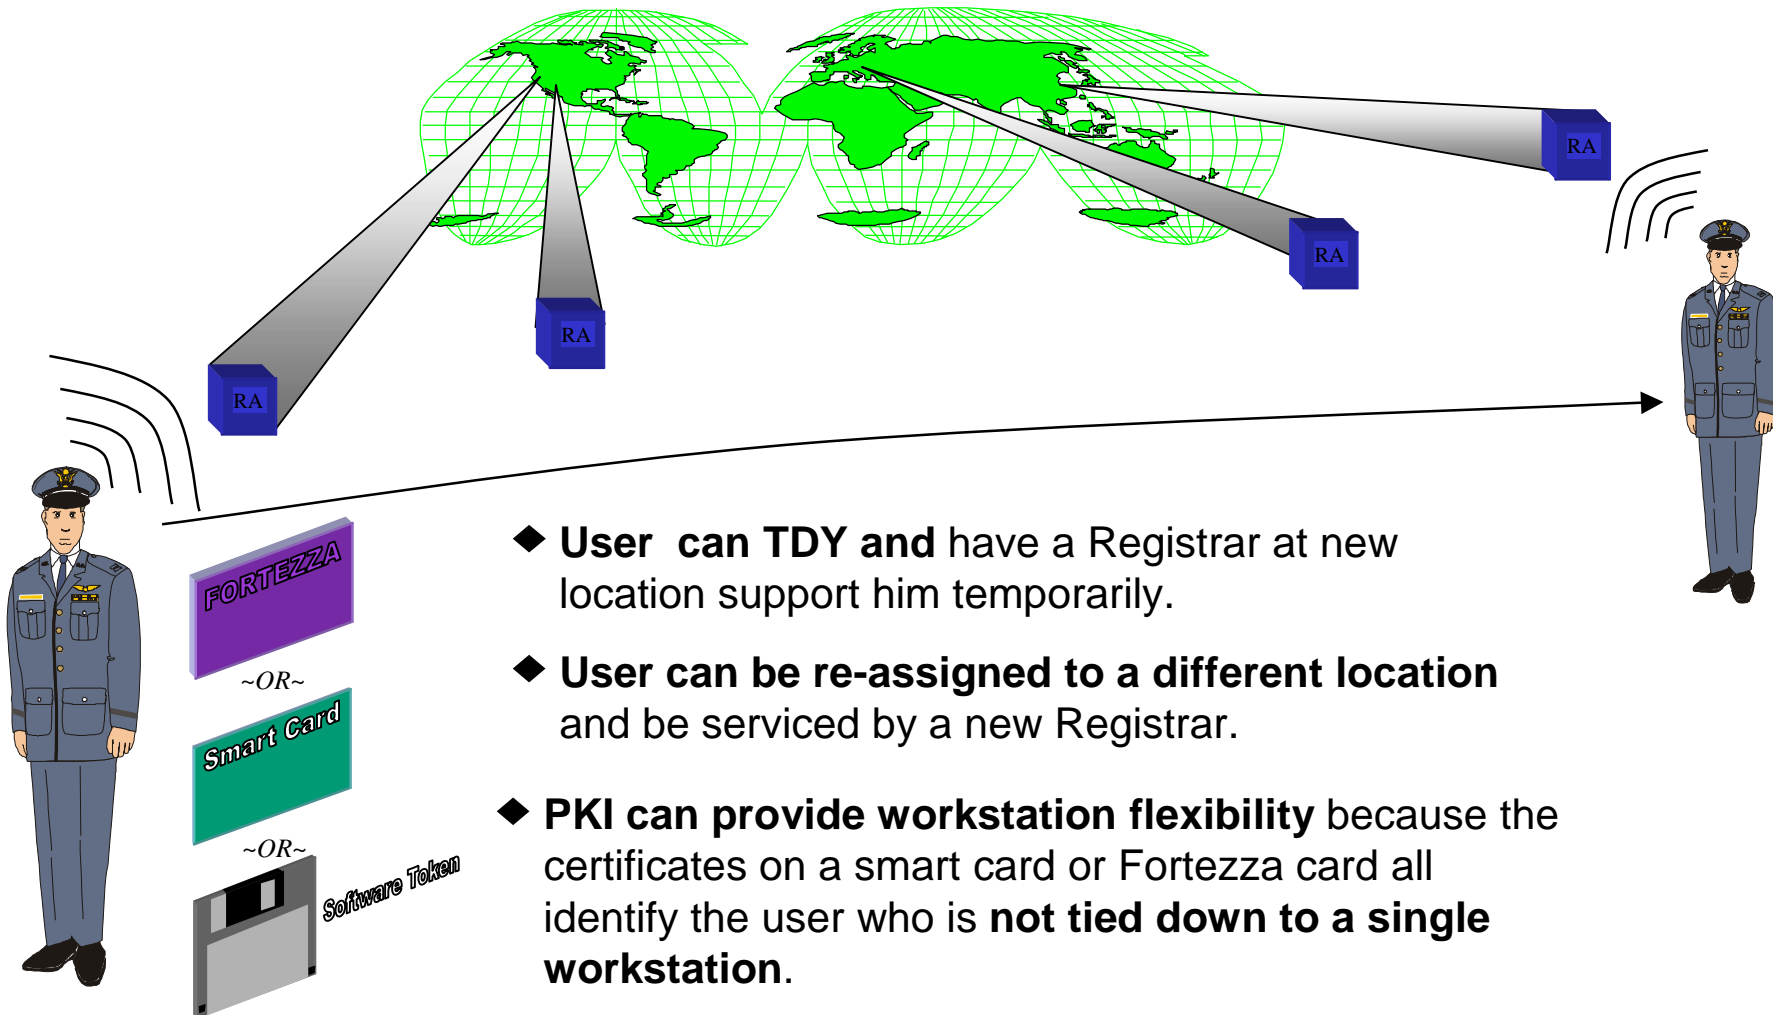 RA
RA
RA
RA
FORTEZZA
~OR~
Smart Card
~OR~
Software Token
User can TDY and have a Registrar at new
location support him temporarily.
User can be re-assigned to a different location
and be serviced by a new Registrar.
PKI can provide workstation flexibility because the
certificates on a smart card or Fortezza card all
identify the user who is not tied down to a single
workstation.